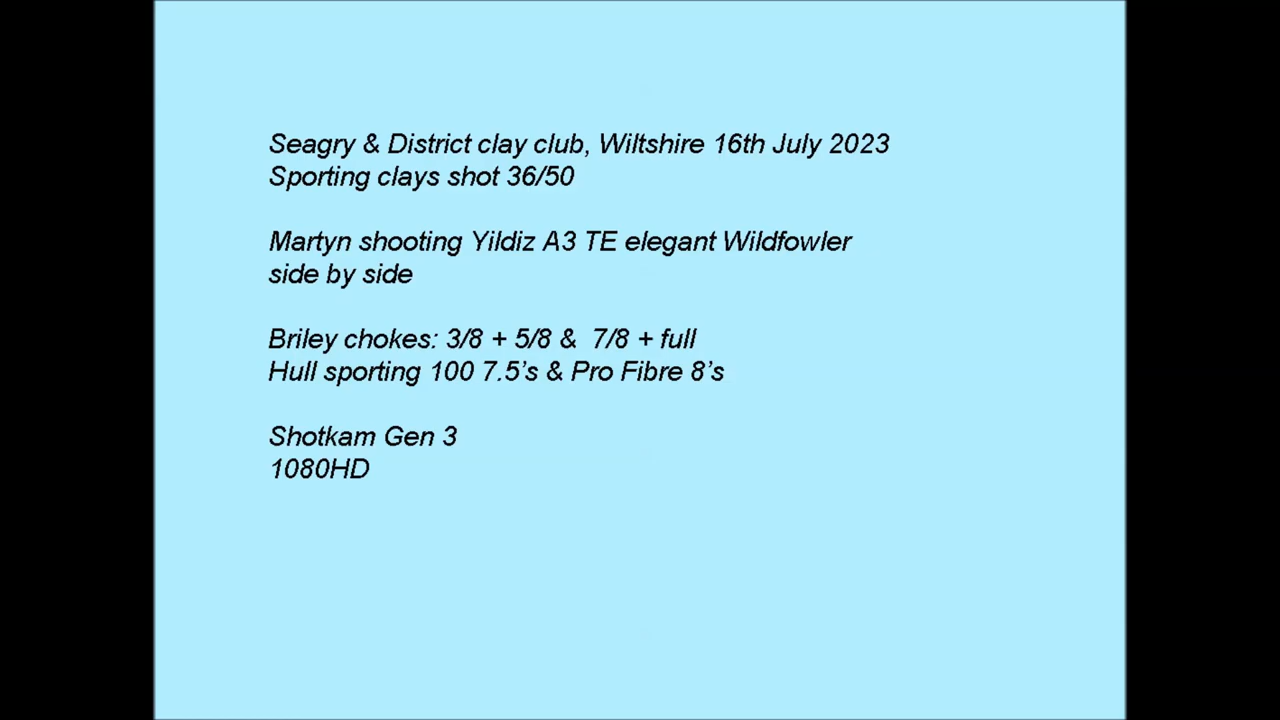 Seagry & District clay club, Wiltshire 16th July 2023
Sporting clays shot 36/50
Martyn shooting Yildiz A3 TE elegant Wildfowler
side by side
Briley chokes: 3/8 + 5/8 &  7/8 + full
Hull sporting 100 7.5’s & Pro Fibre 8’s
Shotkam Gen 3
1080HD